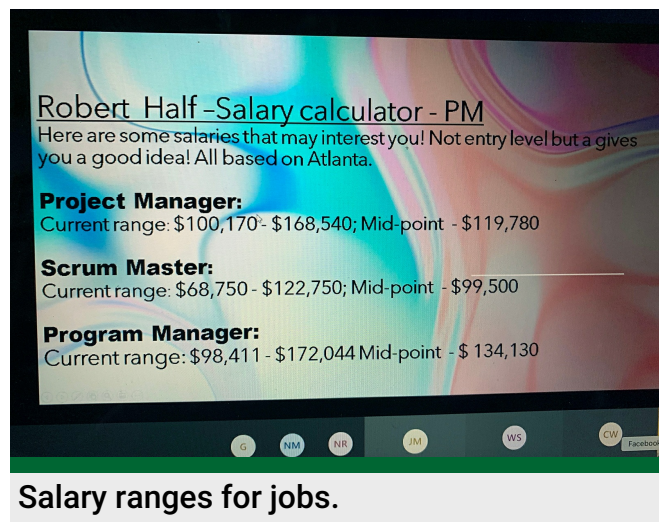 Robert Half -Salary calculator - PM
Here are some salaries that may interest you! Not entry level but a gives
you a good idea! All based on Atlanta.
Project Manager:
Current range: $100,170- $168,540; Mid-point - $119,780
Scrum Master:
Current range: $68,750 - $122,750; Mid-point - $99,500
Program Manager:
Current range: $98,411 - $172,044 Mid-point - $ 134,130
G NM NR JM WS CW Facebook
Salary ranges for jobs.